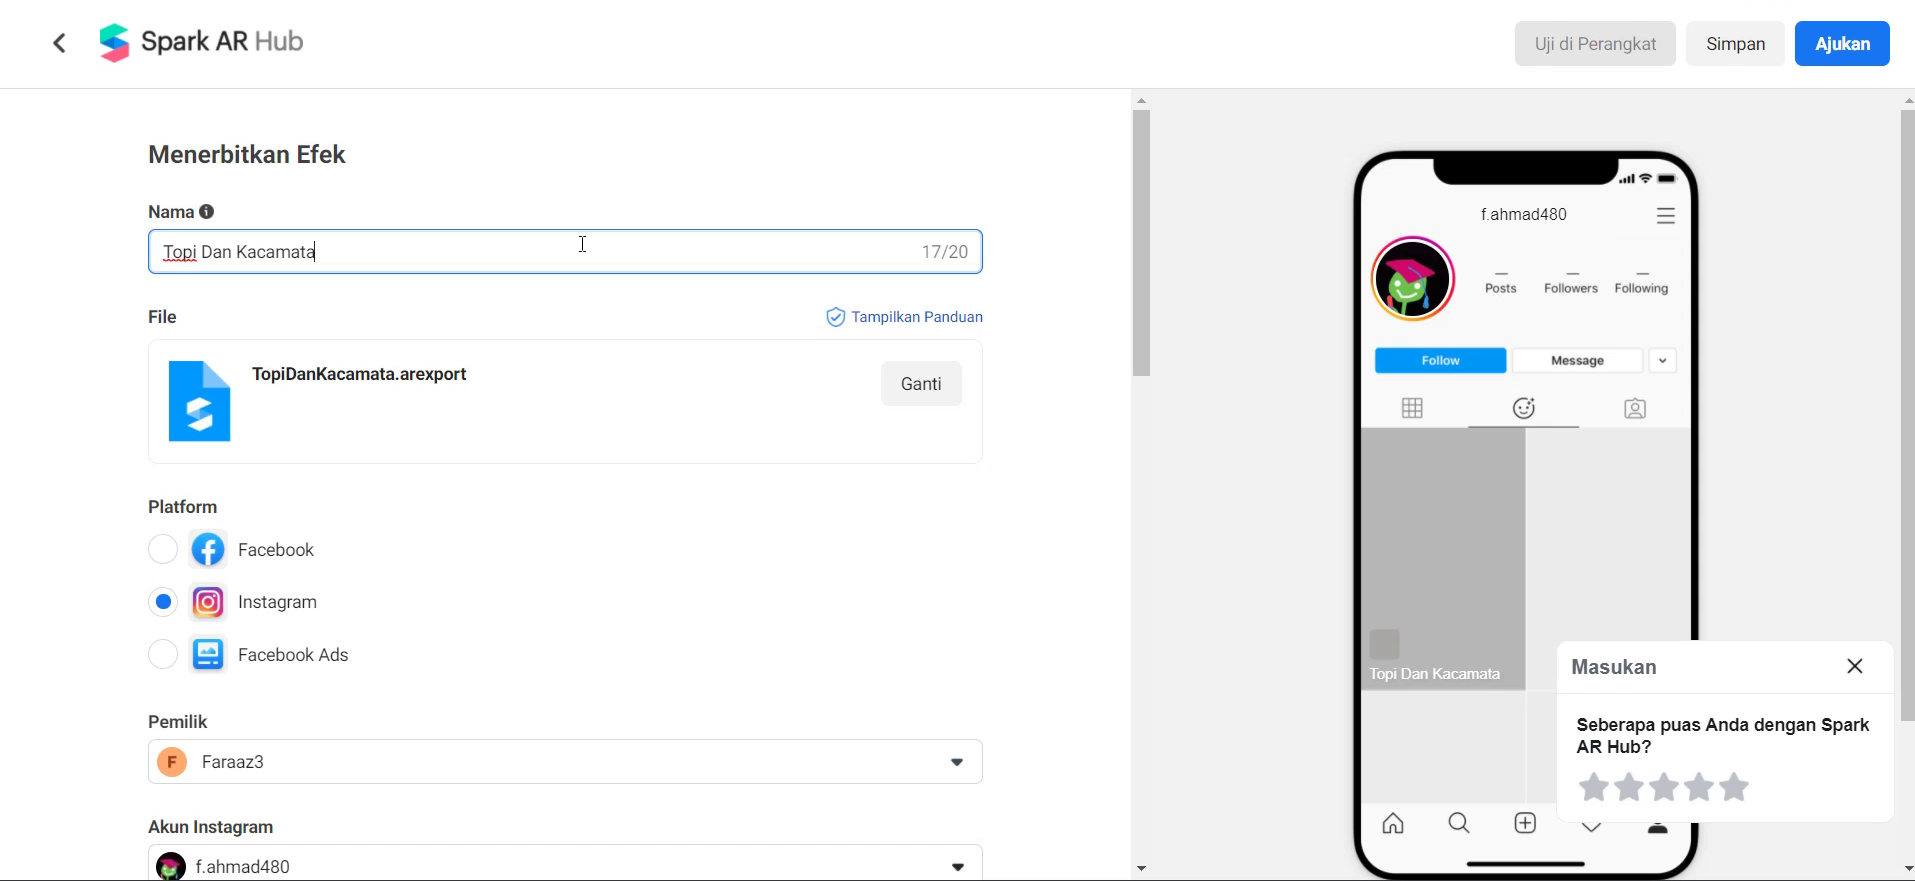 Spark AR Hub
Uji di Perangkat
Simpan
Ajukan
Menerbitkan Efek
Nama
Topi Dan Kacamata
17/20
File
Tampilkan Panduan
TopiDanKacamata.arexport
Ganti
Platform
Facebook
Instagram
Facebook Ads
Pemilik
F
Faraaz3
Akun Instagram
f.ahmad480
f.ahmad480
Posts
Followers
Following
Follow
Message
Topi Dan Kacamata
Masukan
Seberapa puas Anda dengan Spark
AR Hub?